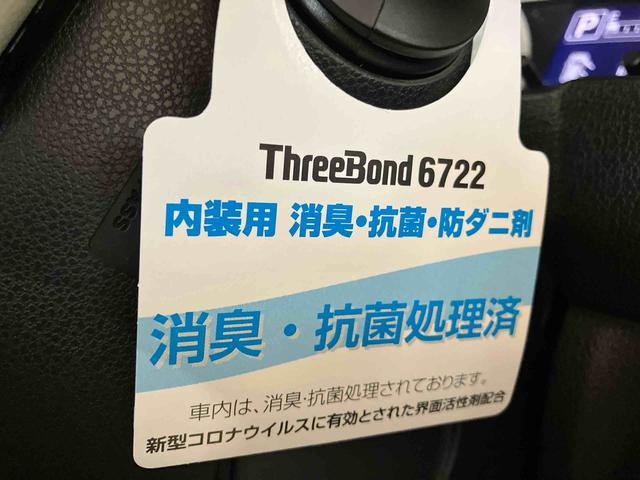 P
ThreeBond 6722
内装用 消臭・抗菌・防ダニ剤
消臭・抗菌処理済
車内は、消臭・抗菌処理されております。
新型コロナウイルスに有効とされた界面活性剤配合